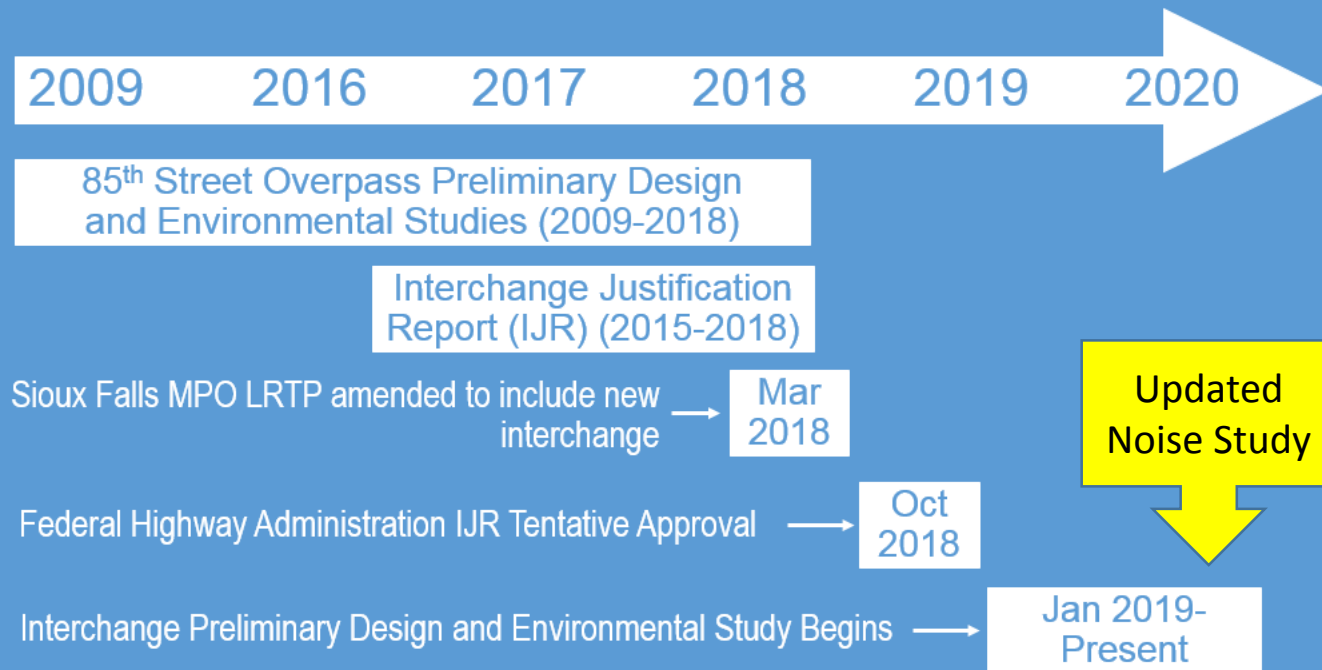 2009 2016 2017 2018 2019 2020
85th Street Overpass Preliminary Design
and Environmental Studies (2009-2018)
Interchange Justification
Report (IJR) (2015-2018)
Sioux Falls MPO LRTP amended to include new
interchange
Mar
2018
Updated
Noise Study
Federal Highway Administration IJR Tentative Approval
Oct
2018
Interchange Preliminary Design and Environmental Study Begins
Jan 2019-
Present